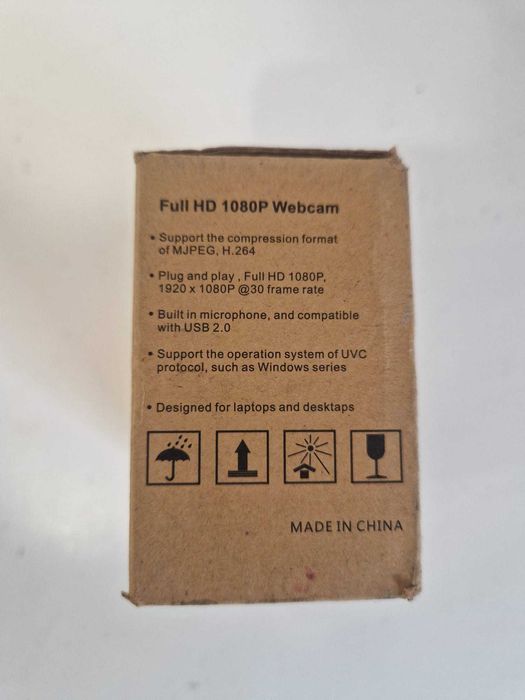 Full HD 1080P Webcam
• Support the compression format
of MJPEG, H.264
• Plug and play , Full HD 1080P,
1920 x 1080P @30 frame rate
• Built in microphone, and compatible
with USB 2.0
• Support the operation system of UVC
protocol, such as Windows series
• Designed for laptops and desktaps
MADE IN CHINA